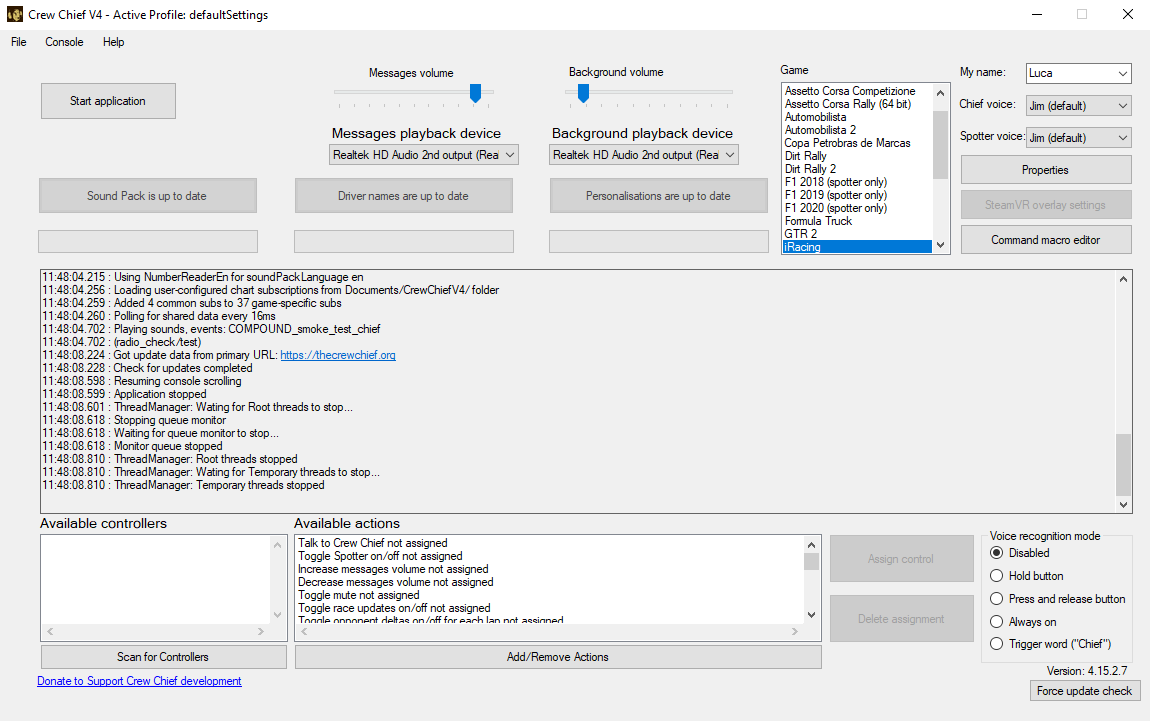 Crew Chief V4 - Active Profile: defaultSettings
File Console Help
Start application
Messages volume
Background volume
Messages playback device
Background playback device
Realtek HD Audio 2nd output (Real
Realtek HD Audio 2nd output (Real
Sound Pack is up to date
Driver names are up to date
Personalisations are up to date
Game
Assetto Corsa Competizione
Assetto Corsa Rally (64 bit)
Automobilista
Automobilista 2
Copa Petrobras de Marcas
Dirt Rally
Dirt Rally 2
F1 2018 (spotter only)
F1 2019 (spotter only)
F1 2020 (spotter only)
Formula Truck
GTR 2
iRacing
My name: Luca
Chief voice: Jim (default)
Spotter voice: Jim (default)
Properties
SteamVR overlay settings
Command macro editor
11:48:04.215 : Using NumberReaderEn for soundPackLanguage en
11:48:04.256 : Loading user-configured chart subscriptions from Documents/CrewChiefV4/ folder
11:48:04.259 : Added 4 common subs to 37 game-specific subs
11:48:04.260 : Polling for shared data every 16ms
11:48:04.702 : Playing sounds, events: COMPOUND_smoke_test_chief
11:48:04.702 : (radio_check/test)
11:48:08.224 : Got update data from primary URL: https://thecrewchief.org
11:48:08.228 : Check for updates completed
11:48:08.598 : Resuming console scrolling
11:48:08.599 : Application stopped
11:48:08.601 : ThreadManager: Wating for Root threads to stop...
11:48:08.618 : Stopping queue monitor
11:48:08.618 : Waiting for queue monitor to stop...
11:48:08.618 : Monitor queue stopped
11:48:08.810 : ThreadManager: Root threads stopped
11:48:08.810 : ThreadManager: Wating for Temporary threads to stop...
11:48:08.810 : ThreadManager: Temporary threads stopped
Available controllers
Scan for Controllers
Donate to Support Crew Chief development
Available actions
Talk to Crew Chief not assigned
Toggle Spotter on/off not assigned
Increase messages volume not assigned
Decrease messages volume not assigned
Toggle mute not assigned
Toggle race updates on/off not assigned
Toggle opponent deltas on/off for each lap not assigned
Add/Remove Actions
Assign control
Delete assignment
Voice recognition mode
Disabled
Hold button
Press and release button
Always on
Trigger word ("Chief")
Version: 4.15.2.7
Force update check